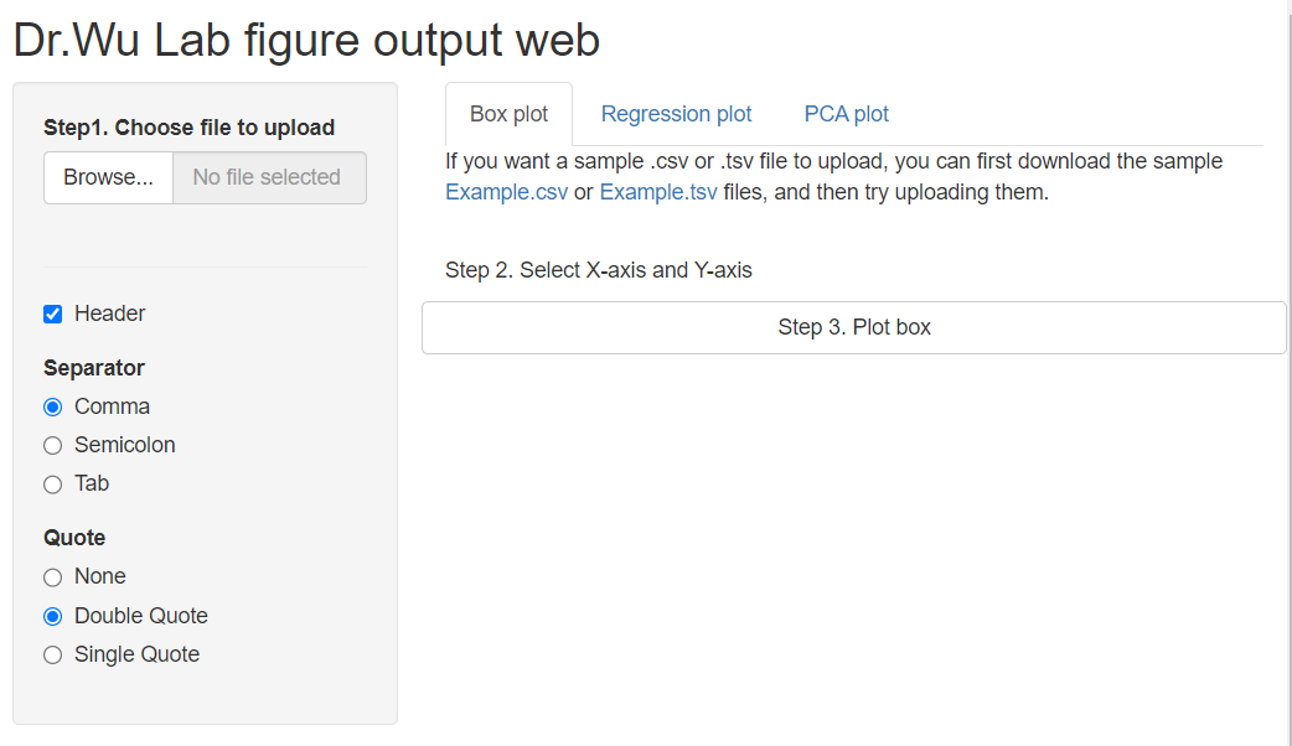 Dr.Wu Lab figure output web
Step1. Choose file to upload
Browse... No file selected
Header
Separator
Comma
Semicolon
Tab
Quote
None
Double Quote
Single Quote
Box plot Regression plot PCA plot
If you want a sample .csv or .tsv file to upload, you can first download the sample
Example.csv or Example.tsv files, and then try uploading them.
Step 2. Select X-axis and Y-axis
Step 3. Plot box